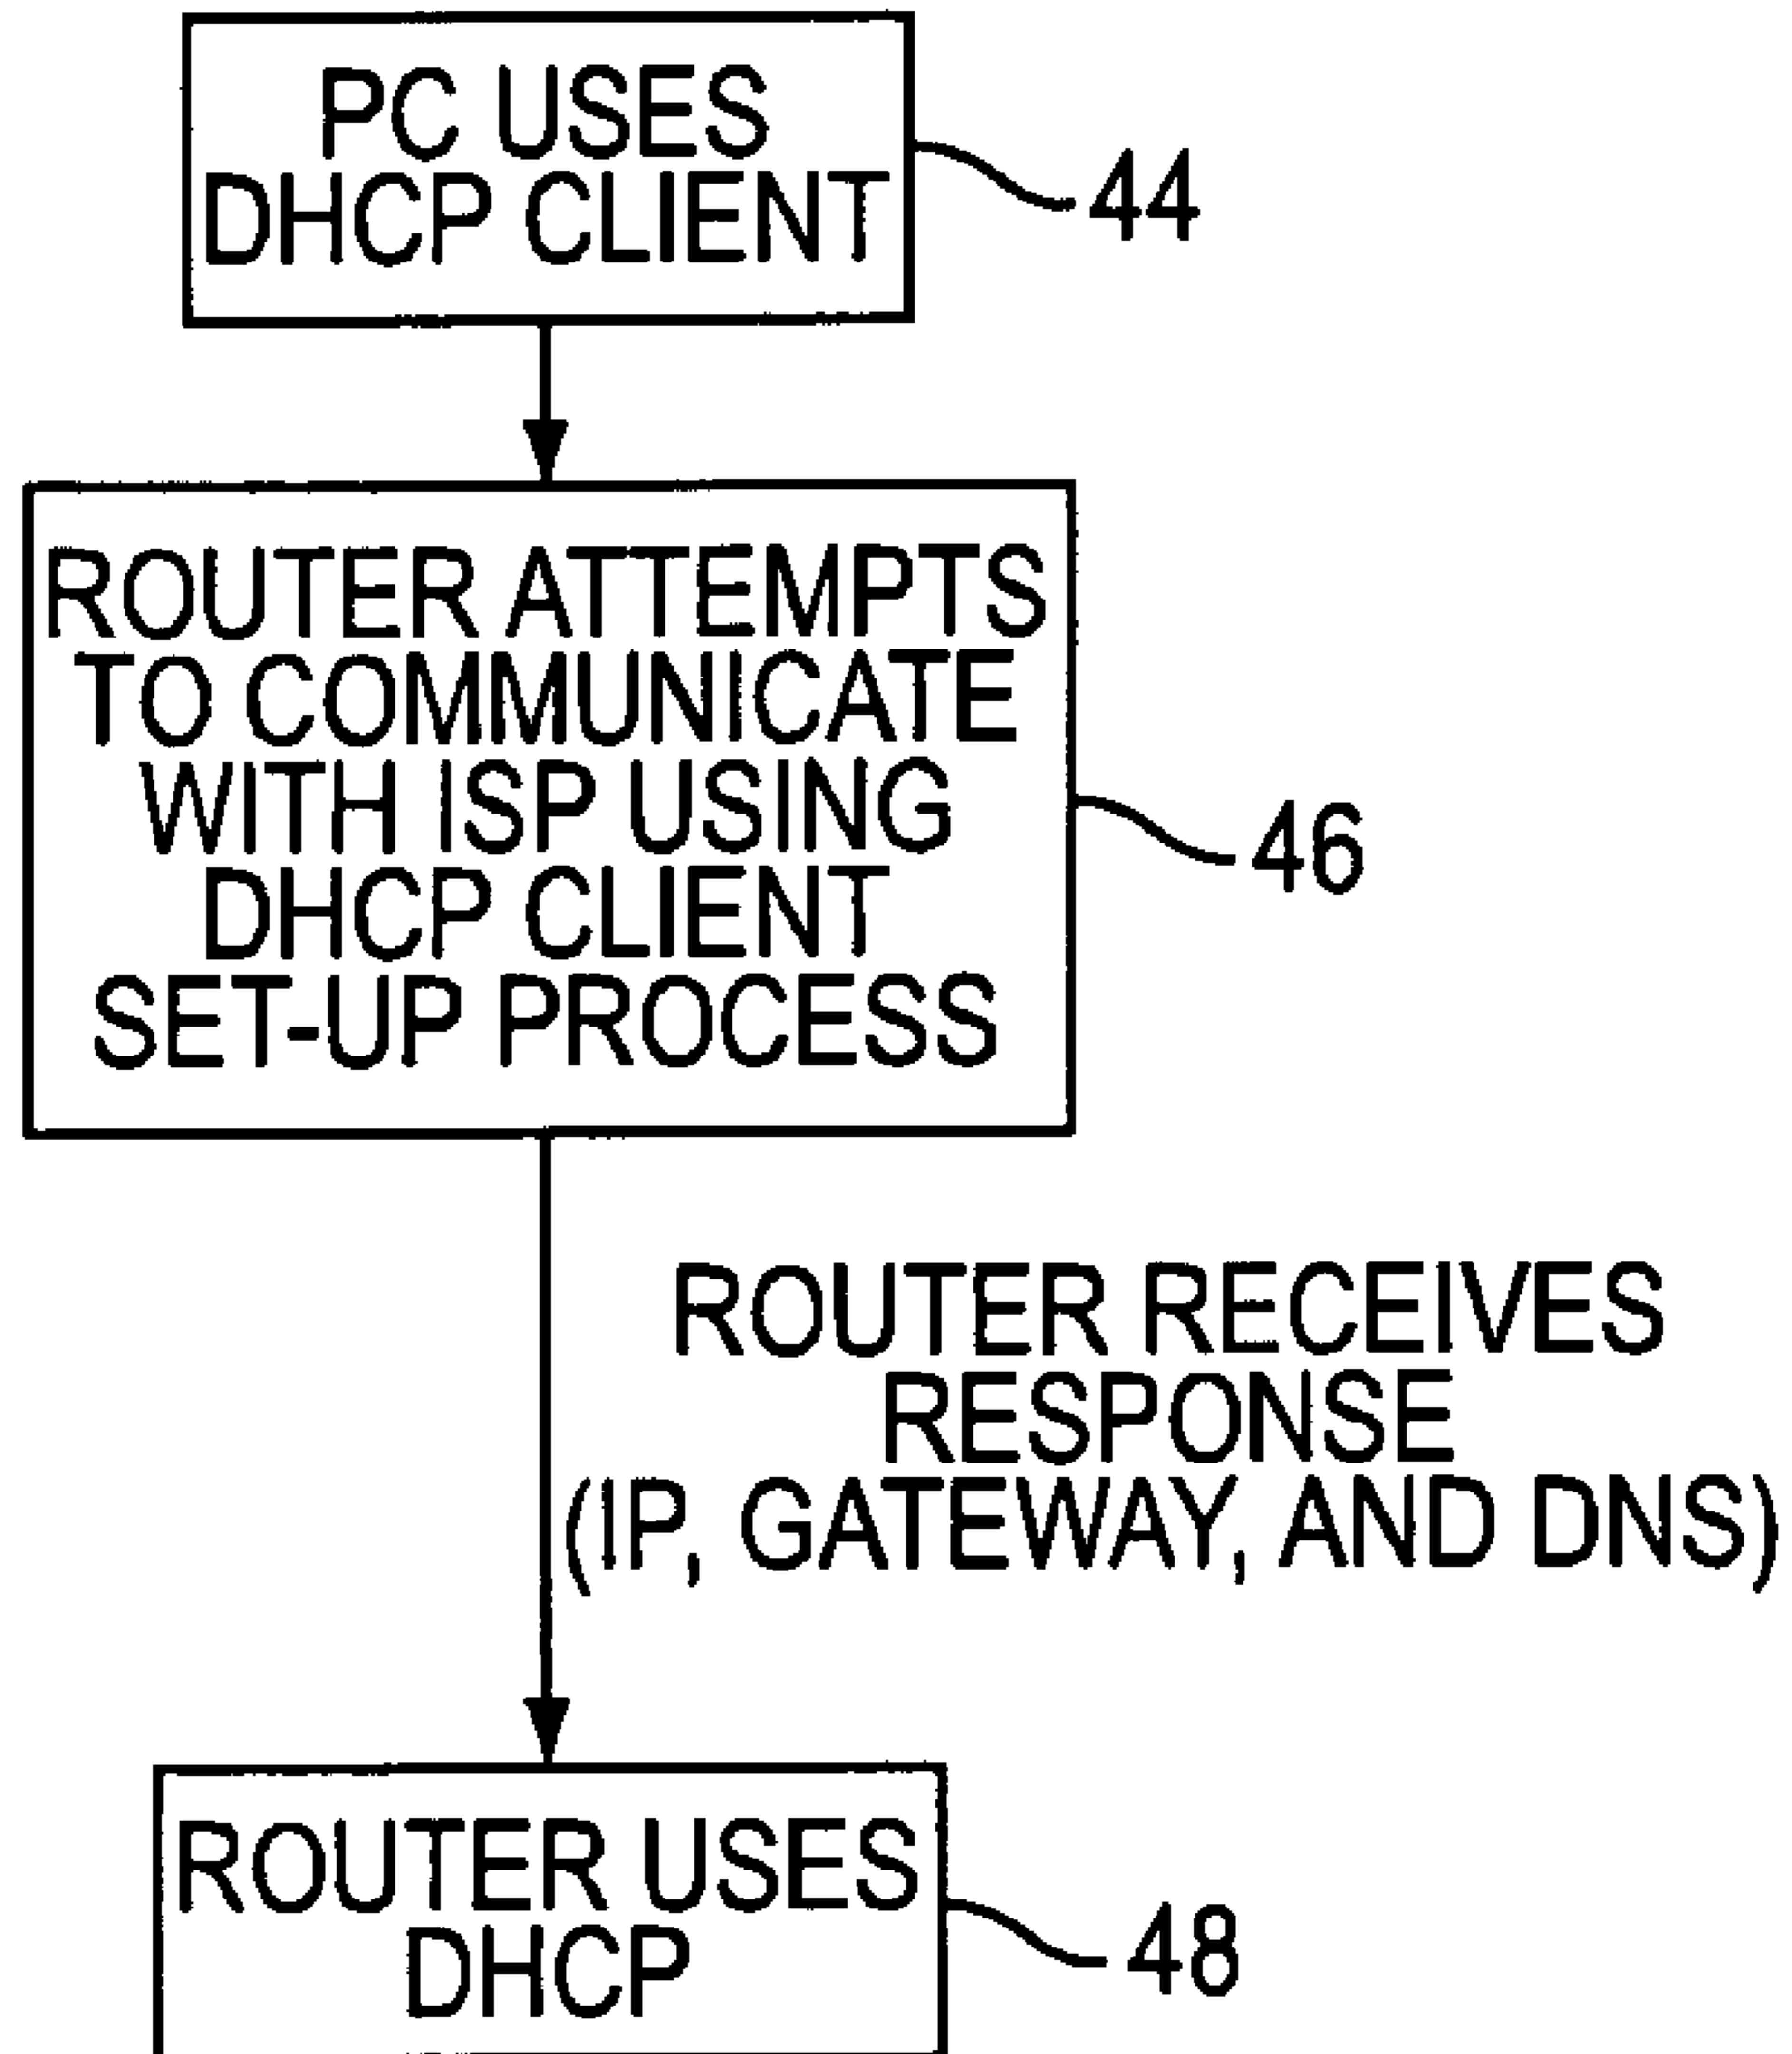 PC USES
DHCP CLIENT
44
ROUTER ATTEMPTS
TO COMMUNICATE
WITH ISP USING
DHCP CLIENT
SET-UP PROCESS
46
ROUTER RECEIVES
RESPONSE
(IP, GATEWAY, AND DNS)
ROUTER USES
DHCP
48